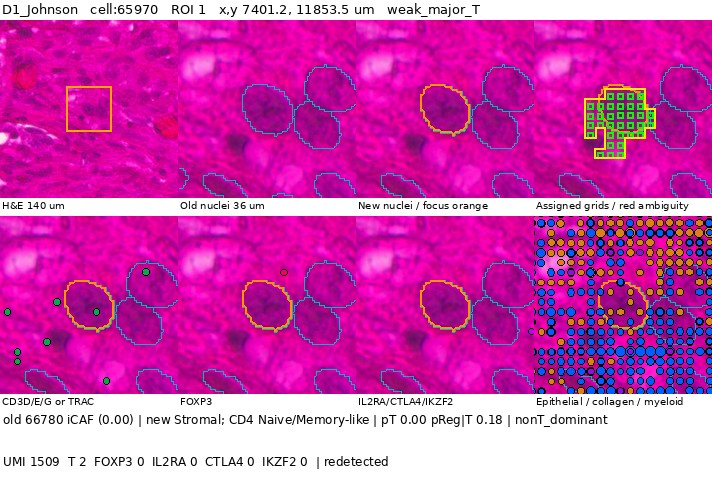 D1_Johnson cell:65970 ROI 1 x,y 7401.2, 11853.5 um weak_major_T
H&E 140 um
Old nuclei 36 um
New nuclei / focus orange
Assigned grids / red ambiguity
CD3D/E/G or TRAC
FOXP3
IL2RA/CTLA4/IKZF2
Epithelial / collagen / myeloid
old 66780 iCAF (0.00) | new Stromal; CD4 Naive/Memory-like | pT 0.00 pReg|T 0.18 | nonT_dominant
UMI 1509 T 2 FOXP3 0 IL2RA 0 CTLA4 0 IKZF2 0 | redetected